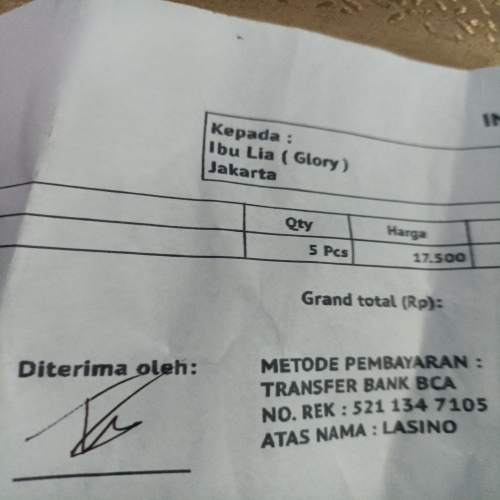 IN
Kepada :
Ibu Lia ( Glory )
Jakarta
Qty Harga
5 Pcs 17.500
Grand total (Rp):
Diterima oleh:
METODE PEMBAYARAN :
TRANSFER BANK BCA
NO. REK : 521 134 7105
ATAS NAMA : LASINO